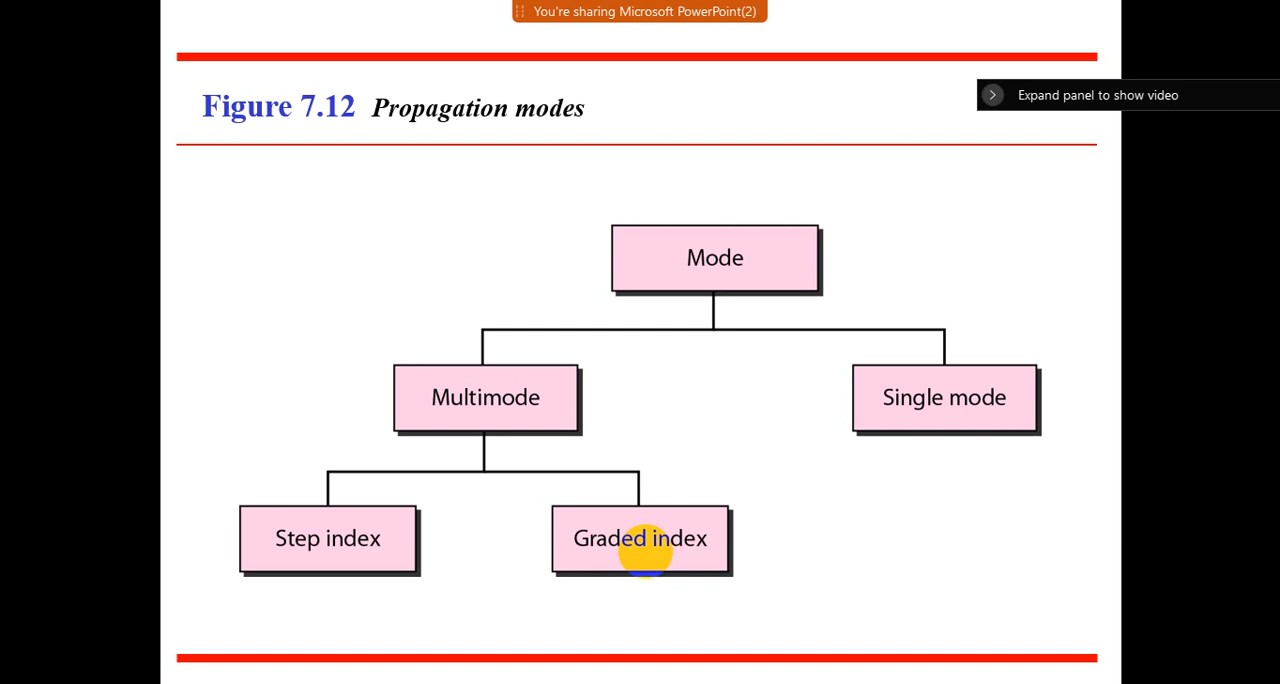 You're sharing Microsoft PowerPoint(2)
Expand panel to show video
Figure 7.12 Propagation modes
Mode
Multimode
Single mode
Step index
Graded index